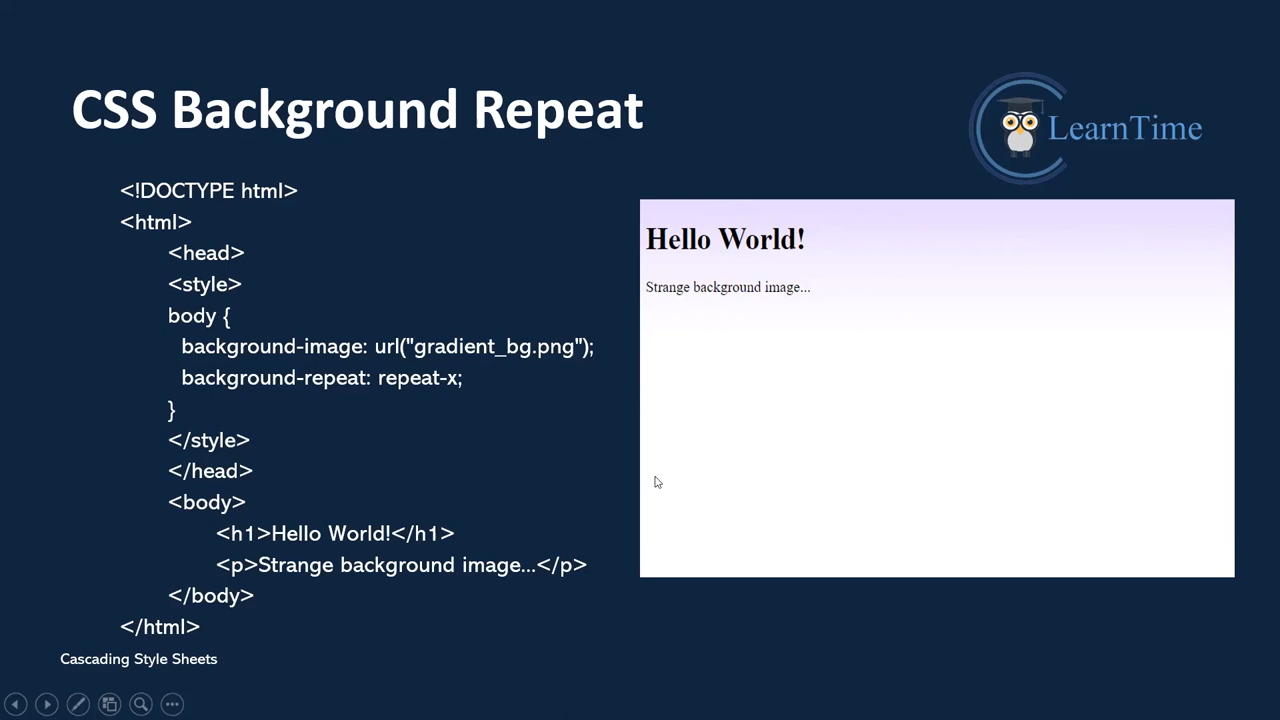 CSS Background Repeat
LearnTime
<!DOCTYPE html>
<html>
<head>
<style>
body {
background-image: url("gradient_bg.png");
background-repeat: repeat-x;
}
</style>
</head>
<body>
<h1>Hello World!</h1>
<p>Strange background image...</p>
</body>
</html>
Hello World!
Strange background image...
Cascading Style Sheets